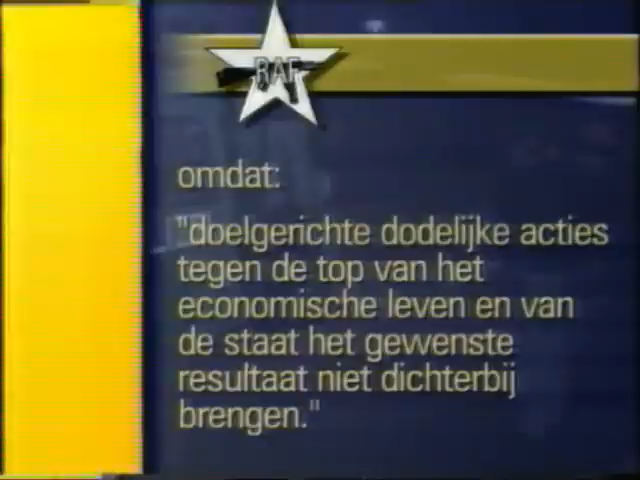 RAF
omdat:
"doelgerichte dodelijke acties
tegen de top van het
economische leven en van
de staat het gewenste
resultaat niet dichterbij
brengen."